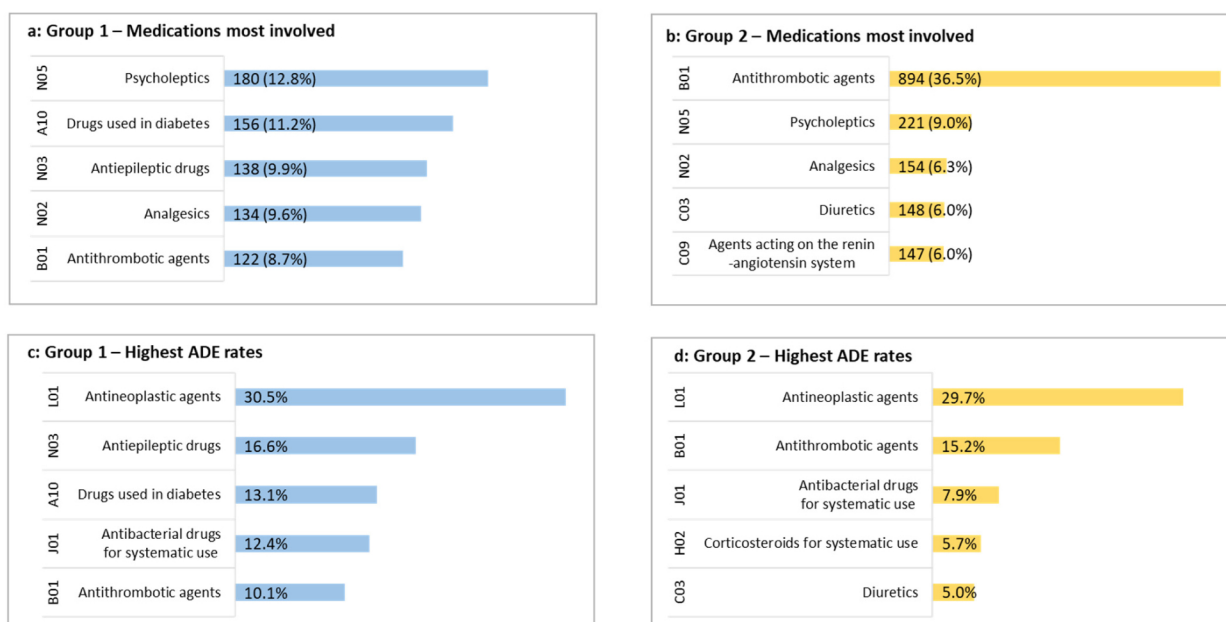 a: Group 1 – Medications most involved
N05
Psycholeptics
180 (12.8%)
A10
Drugs used in diabetes
156 (11.2%)
N03
Antiepileptic drugs
138 (9.9%)
N02
Analgesics
134 (9.6%)
B01
Antithrombotic agents
122 (8.7%)
b: Group 2 – Medications most involved
B01
Antithrombotic agents
894 (36.5%)
N05
Psycholeptics
221 (9.0%)
N02
Analgesics
154 (6.3%)
C03
Diuretics
148 (6.0%)
C09
Agents acting on the renin
-angiotensin system
147 (6.0%)
c: Group 1 – Highest ADE rates
L01
Antineoplastic agents
30.5%
N03
Antiepileptic drugs
16.6%
A10
Drugs used in diabetes
13.1%
J01
Antibacterial drugs
for systematic use
12.4%
B01
Antithrombotic agents
10.1%
d: Group 2 – Highest ADE rates
L01
Antineoplastic agents
29.7%
B01
Antithrombotic agents
15.2%
J01
Antibacterial drugs
for systematic use
7.9%
H02
Corticosteroids for systematic use
5.7%
C03
Diuretics
5.0%